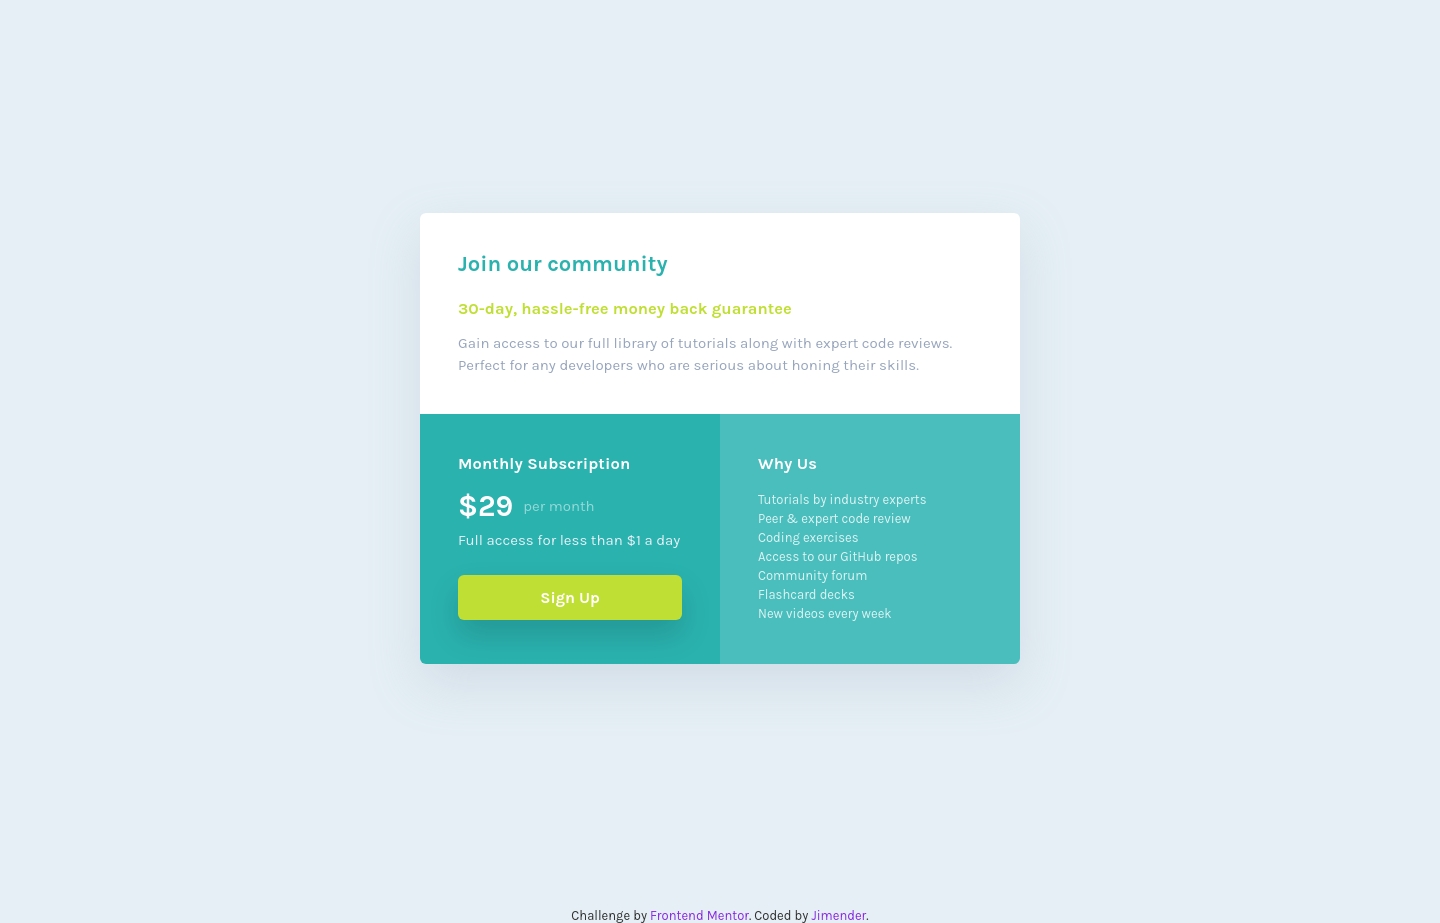 Join our community
30-day, hassle-free money back guarantee
Gain access to our full library of tutorials along with expert code reviews.
Perfect for any developers who are serious about honing their skills.
Monthly Subscription
$29 per month
Full access for less than $1 a day
Sign Up
Why Us
Tutorials by industry experts
Peer & expert code review
Coding exercises
Access to our GitHub repos
Community forum
Flashcard decks
New videos every week
Challenge by Frontend Mentor. Coded by Jimender.